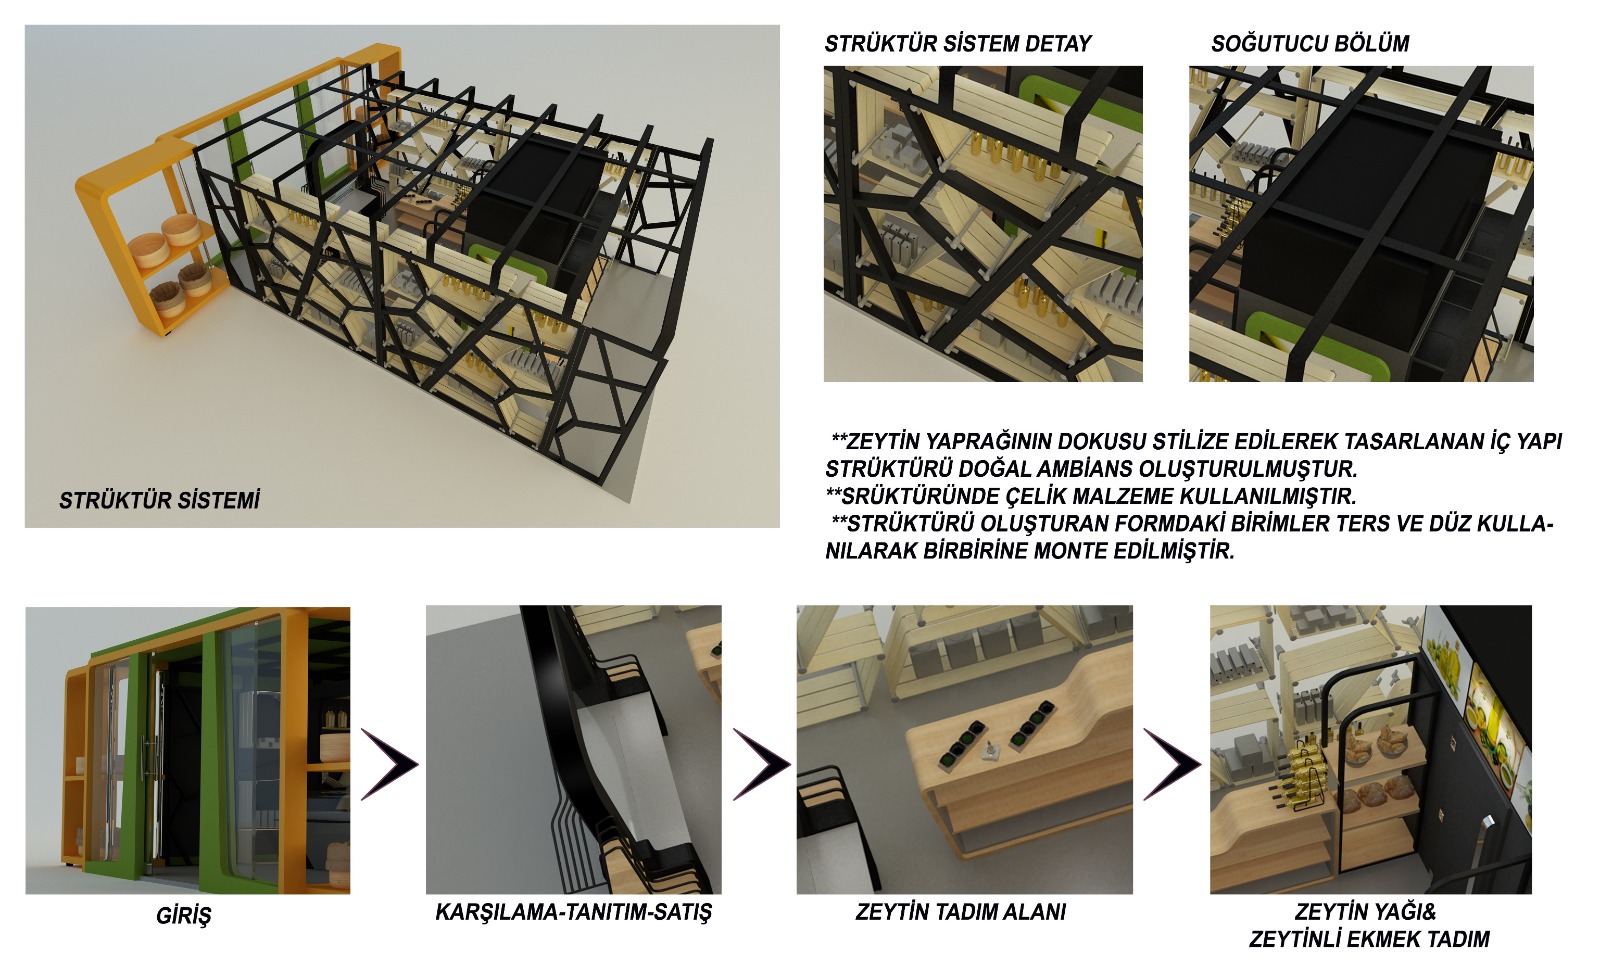 STRÜKTÜR SİSTEM DETAY
SOĞUTUCU BÖLÜM
STRÜKTÜR SİSTEMİ
**ZEYTİN YAPRAĞININ DOKUSU STİLİZE EDİLEREK TASARLANAN İÇ YAPI
STRÜKTÜRÜ DOĞAL AMBİANS OLUŞTURULMUŞTUR.
**SRÜKTÜRÜNDE ÇELİK MALZEME KULLANILMIŞTIR.
**STRÜKTÜRÜ OLUŞTURAN FORMDAKİ BİRİMLER TERS VE DÜZ KULLA-
NILARAK BİRBİRİNE MONTE EDİLMİŞTİR.
GİRİŞ
KARŞILAMA-TANITIM-SATIŞ
ZEYTİN TADIM ALANI
ZEYTİN YAĞI&
ZEYTİNLİ EKMEK TADIM